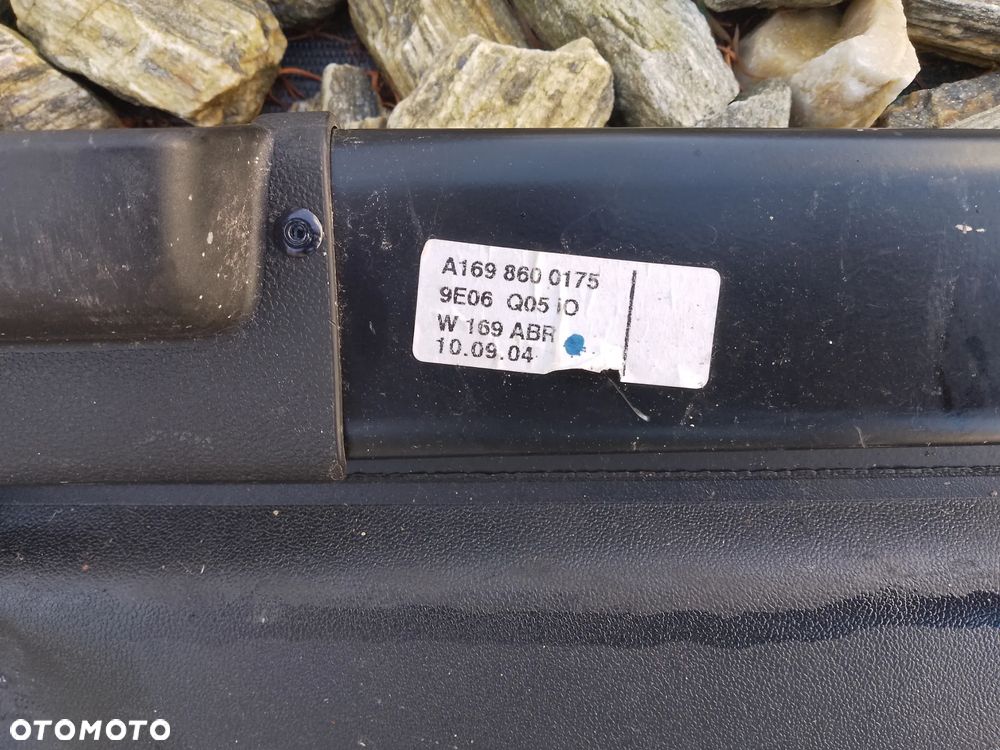 A169 860 0175
9E06 Q05 IO
W 169 ABR
10.09.04
OTOMOTO